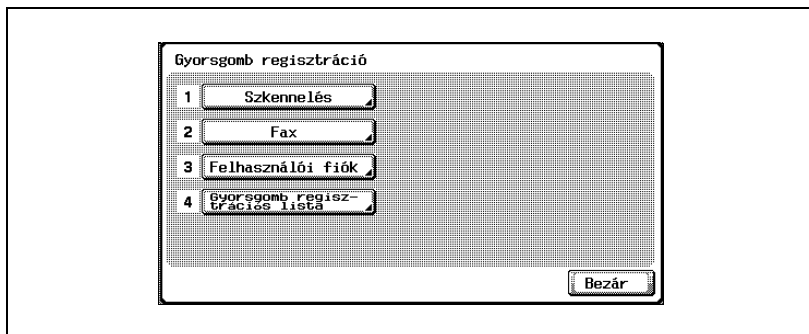 Gyorsgomb regisztráció
1 Szkennelés
2 Fax
3 Felhasználói fiók
4 Gyorsgomb regisz-
trációs lista
Bezár